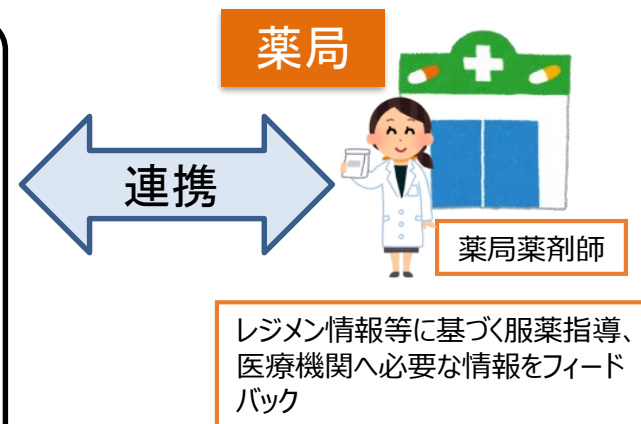 薬局
連携
薬局薬剤師
レジメン情報等に基づく服薬指導、
医療機関へ必要な情報をフィード
バック